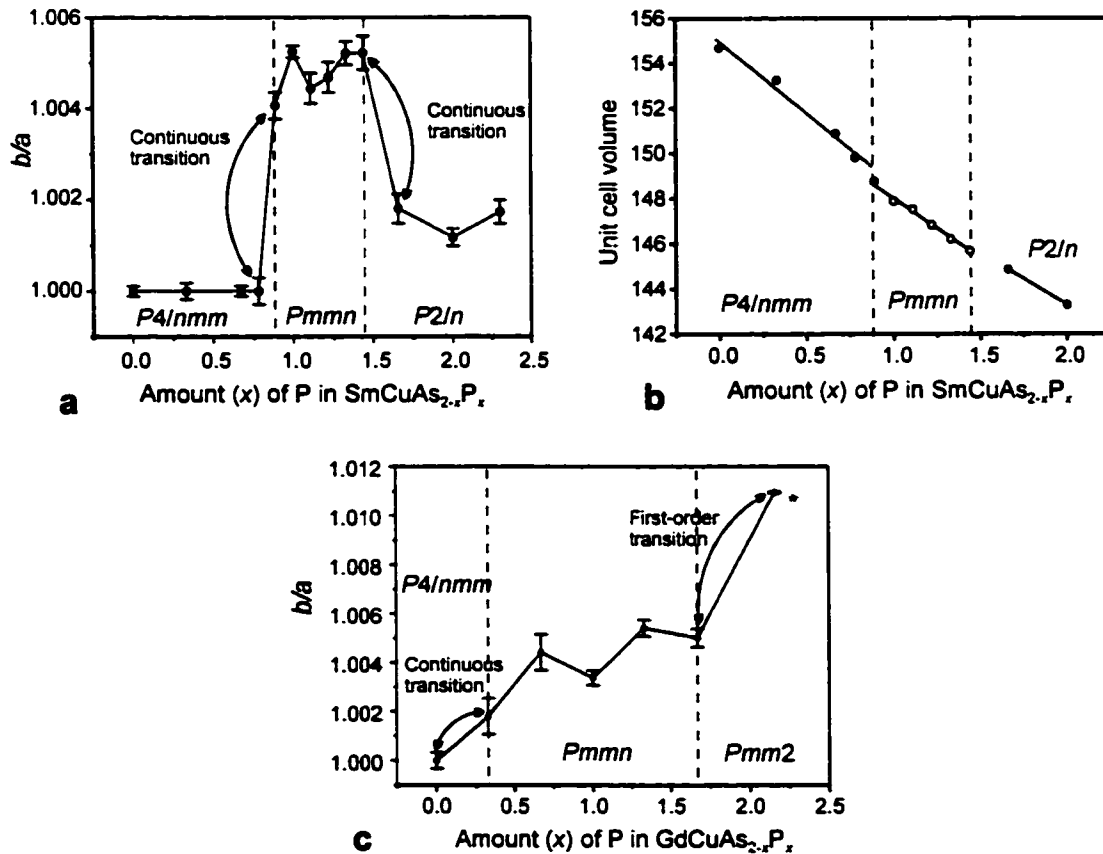 1.006
1.004
1.002
1.000
b/a
Continuous
transition
Continuous
transition
P4/nmm
Pmmn
P2/n
0.0 0.5 1.0 1.5 2.0 2.5
Amount (x) of P in SmCuAs2-xPx
a
156
154
152
150
148
146
144
142
Unit cell volume
P4/nmm
Pmmn
P2/n
0.0 0.5 1.0 1.5 2.0
Amount (x) of P in SmCuAs2-xPx
b
1.012
1.010
1.008
1.006
1.004
1.002
1.000
b/a
P4/nmm
First-order
transition
Continuous
transition
Pmmn
Pmm2
0.0 0.5 1.0 1.5 2.0 2.5
Amount (x) of P in GdCuAs2-xPx
c